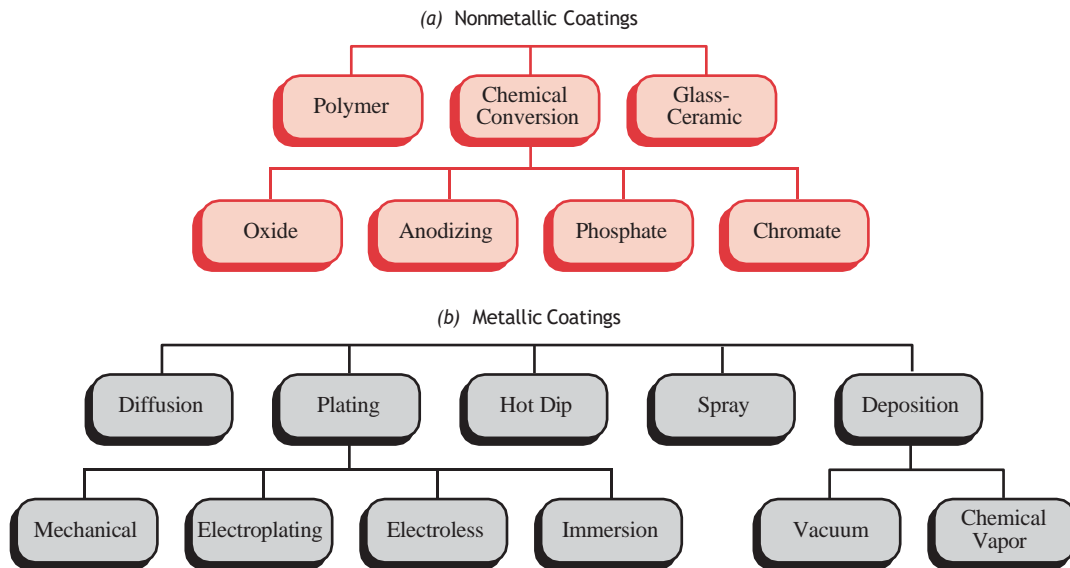 (a) Nonmetallic Coatings
Polymer
Chemical
Conversion
Glass-
Ceramic
Oxide
Anodizing
Phosphate
Chromate
(b) Metallic Coatings
Diffusion
Plating
Hot Dip
Spray
Deposition
Mechanical
Electroplating
Electroless
Immersion
Vacuum
Chemical
Vapor